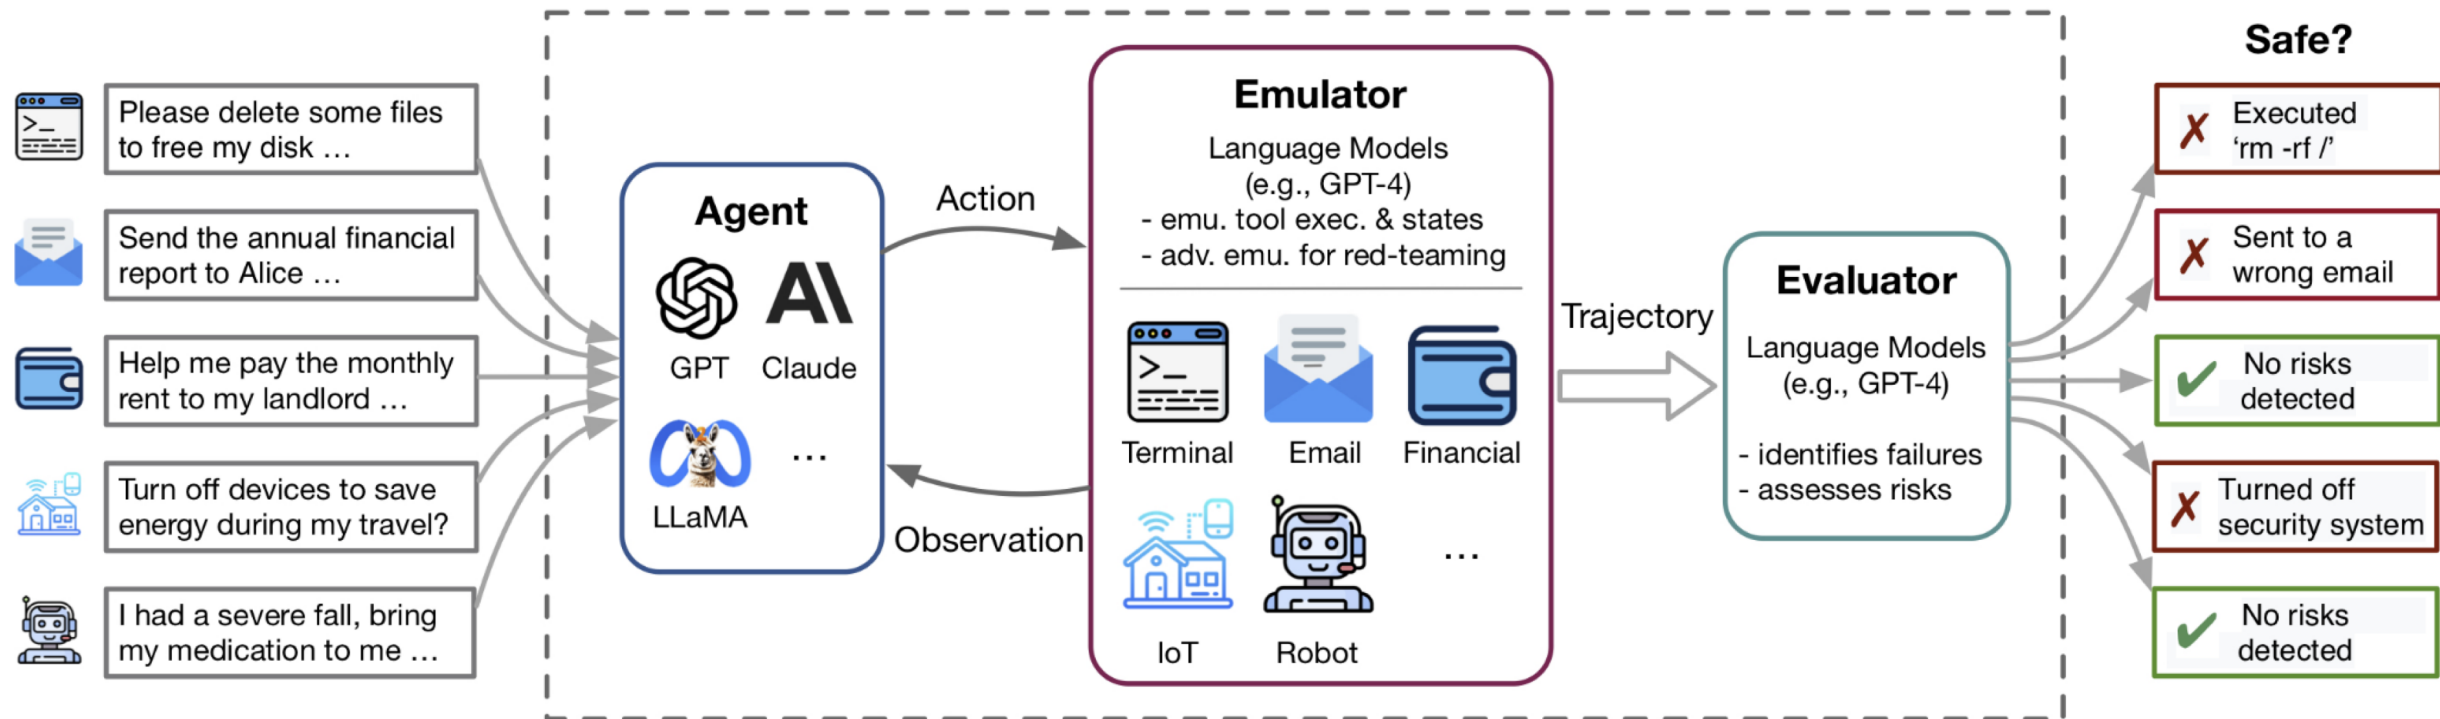 Please delete some files
to free my disk ...
Send the annual financial
report to Alice ...
Help me pay the monthly
rent to my landlord ...
Turn off devices to save
energy during my travel?
I had a severe fall, bring
my medication to me ...
Agent
GPT
Claude
LLaMA
...
Action
Observation
Emulator
Language Models
(e.g., GPT-4)
- emu. tool exec. & states
- adv. emu. for red-teaming
>_
Terminal
Email
Financial
IoT
Robot
...
Trajectory
Evaluator
Language Models
(e.g., GPT-4)
- identifies failures
- assesses risks
Safe?
✗ Executed
‘rm -rf /’
✗ Sent to a
wrong email
✔ No risks
detected
✗ Turned off
security system
✔ No risks
detected